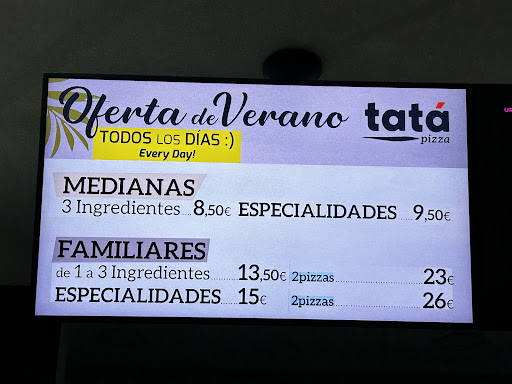 Oferta de Verano
tatá
pizza
TODOS LOS DÍAS :)
Every Day!
MEDIANAS
3 Ingredientes....8,50€ ESPECIALIDADES....9,50€
FAMILIARES
de 1 a 3 Ingredientes.......13,50€ 2pizzas..................23€
ESPECIALIDADES.....15€ 2pizzas..................26€